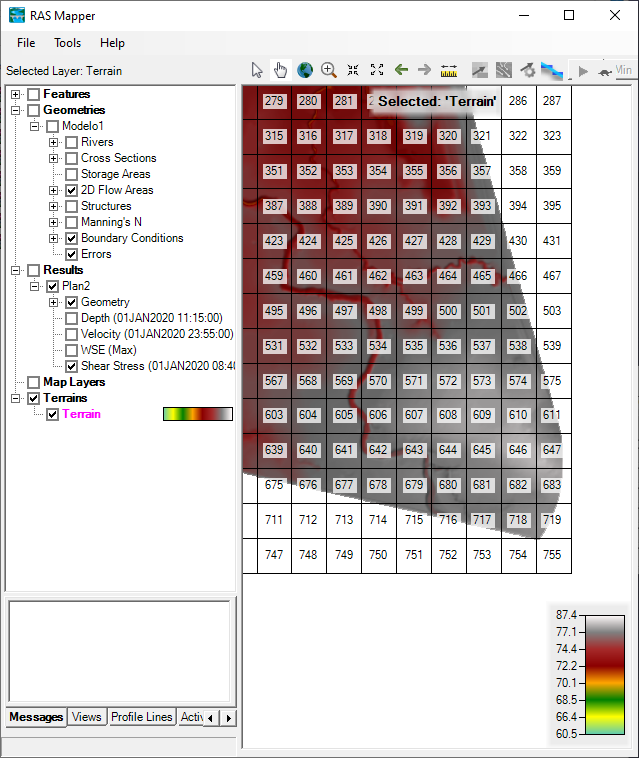 RAS Mapper
File Tools Help
Selected Layer: Terrain
Min
Features
Geometries
Modelo1
Rivers
Cross Sections
Storage Areas
2D Flow Areas
Structures
Manning's N
Boundary Conditions
Errors
Results
Plan2
Geometry
Depth (01JAN2020 11:15:00)
Velocity (01JAN2020 23:55:00)
WSE (Max)
Shear Stress (01JAN2020 08:40
Map Layers
Terrains
Terrain
Messages Views Profile Lines Activ
Selected: 'Terrain'
279 280 281 286 287
315 316 317 318 319 320 321 322 323
351 352 353 354 355 356 357 358 359
387 388 389 390 391 392 393 394 395
423 424 425 426 427 428 429 430 431
459 460 461 462 463 464 465 466 467
495 496 497 498 499 500 501 502 503
531 532 533 534 535 536 537 538 539
567 568 569 570 571 572 573 574 575
603 604 605 606 607 608 609 610 611
639 640 641 642 643 644 645 646 647
675 676 677 678 679 680 681 682 683
711 712 713 714 715 716 717 718 719
747 748 749 750 751 752 753 754 755
87.4
77.1
74.4
72.2
70.1
68.5
66.4
60.5